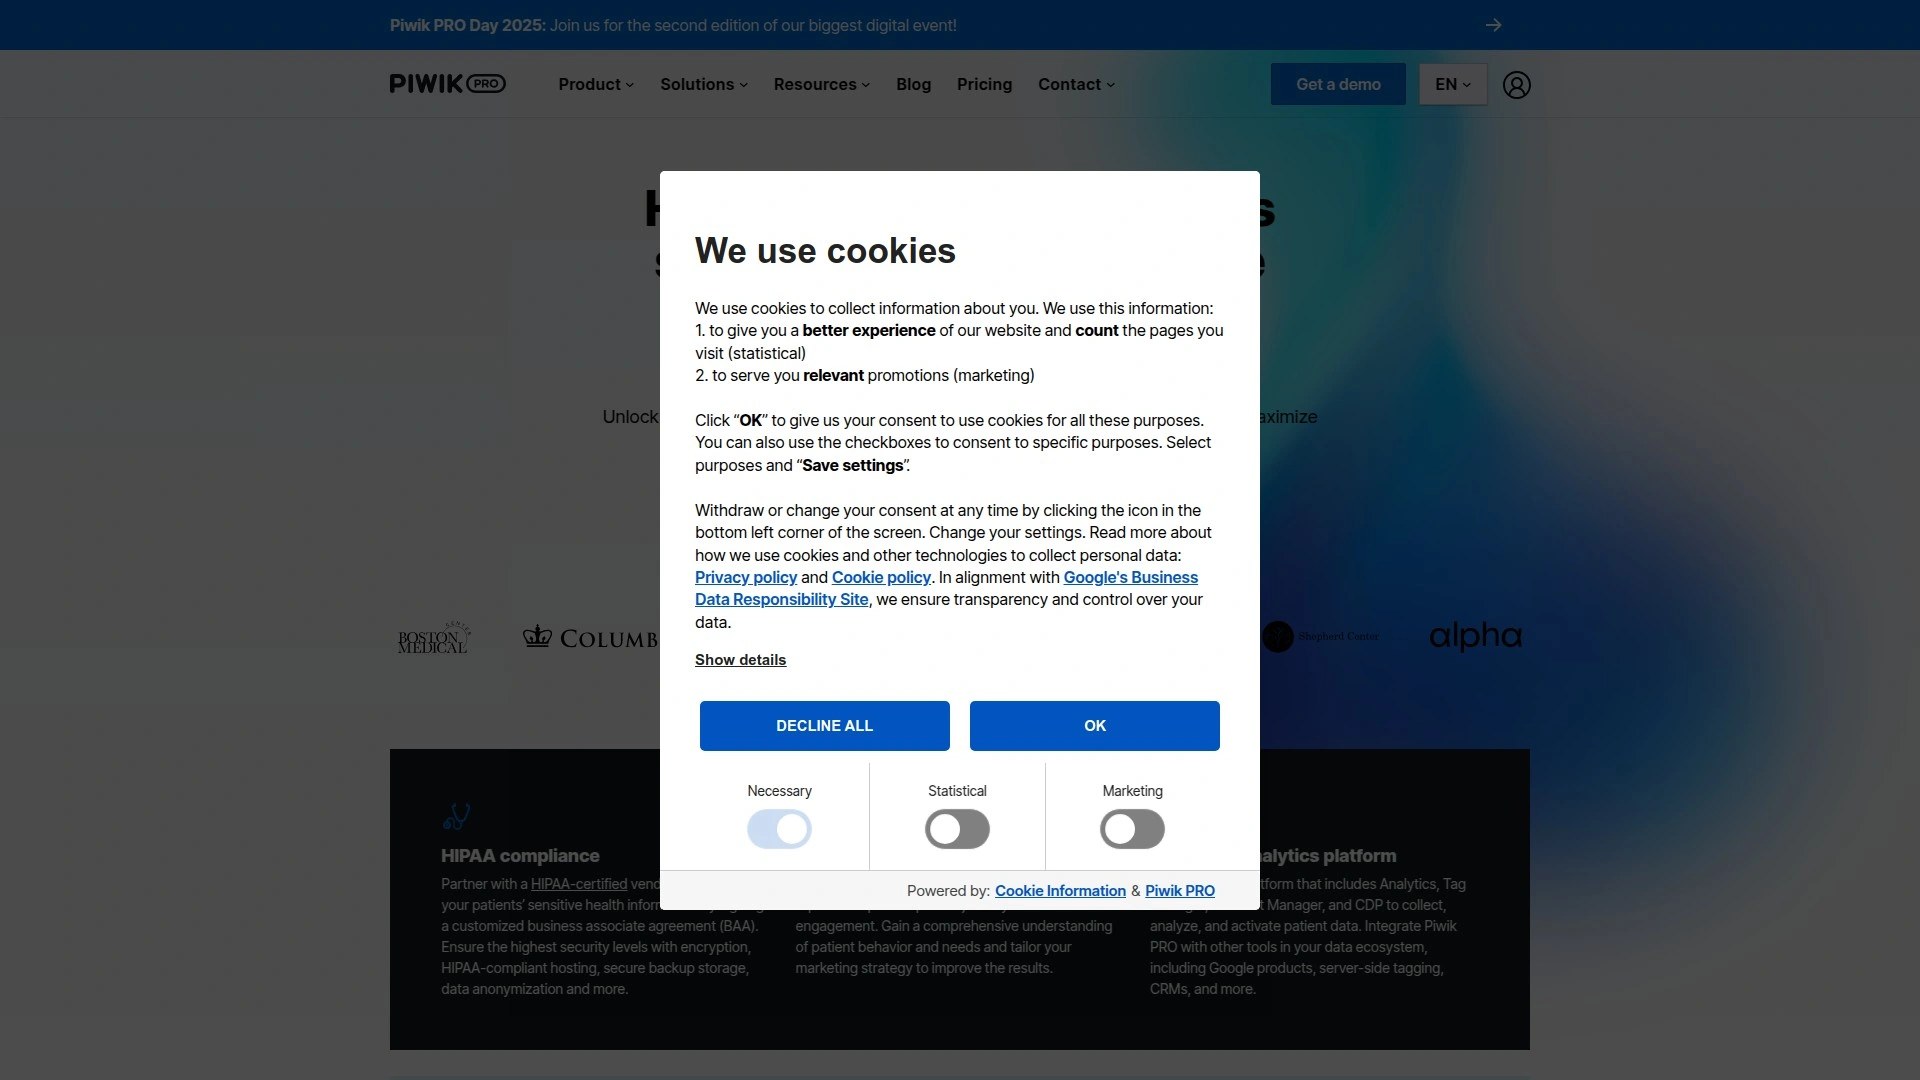 Piwik PRO Day 2025: Join us for the second edition of our biggest digital event!
PIWIK PRO
Product
Solutions
Resources
Blog
Pricing
Contact
Get a demo
EN
We use cookies
We use cookies to collect information about you. We use this information:
1. to give you a better experience of our website and count the pages you
visit (statistical)
2. to serve you relevant promotions (marketing)
Click “OK” to give us your consent to use cookies for all these purposes.
You can also use the checkboxes to consent to specific purposes. Select
purposes and “Save settings”.
Withdraw or change your consent at any time by clicking the icon in the
bottom left corner of the screen. Change your settings. Read more about
how we use cookies and other technologies to collect personal data:
Privacy policy and Cookie policy. In alignment with Google's Business
Data Responsibility Site, we ensure transparency and control over your
data.
Show details
DECLINE ALL
OK
Necessary
Statistical
Marketing
Powered by: Cookie Information & Piwik PRO
Unlock
BOSTON
MEDICAL
CENTER
Shepherd Center
alpha
HIPAA compliance
Partner with a HIPAA-certified
your patients’ sensitive health
a customized business associate agreement (BAA).
Ensure the highest security levels with encryption,
HIPAA-compliant hosting, secure backup storage,
data anonymization and more.
engagement. Gain a comprehensive understanding
of patient behavior and needs and tailor your
marketing strategy to improve the results.
platform
that includes Analytics, Tag
Manager, and CDP to collect,
analyze, and activate patient data. Integrate Piwik
PRO with other tools in your data ecosystem,
including Google products, server-side tagging,
CRMs, and more.